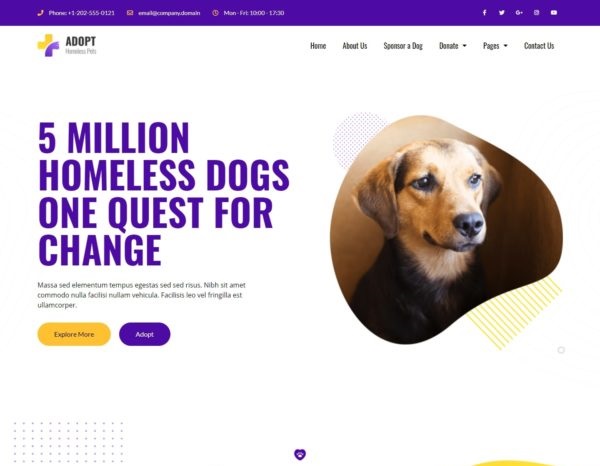 Phone: +1-202-555-0121 email@company.domain Mon - Fri: 10:00 - 17:30
ADOPT
Homeless Pets
Home About Us Sponsor a Dog Donate Pages Contact Us
5 MILLION
HOMELESS DOGS
ONE QUEST FOR
CHANGE
Massa sed elementum tempus egestas sed sed risus. Nibh sit amet
commodo nulla facilisi nullam vehicula. Facilisis leo vel fringilla est
ullamcorper.
Explore More Adopt